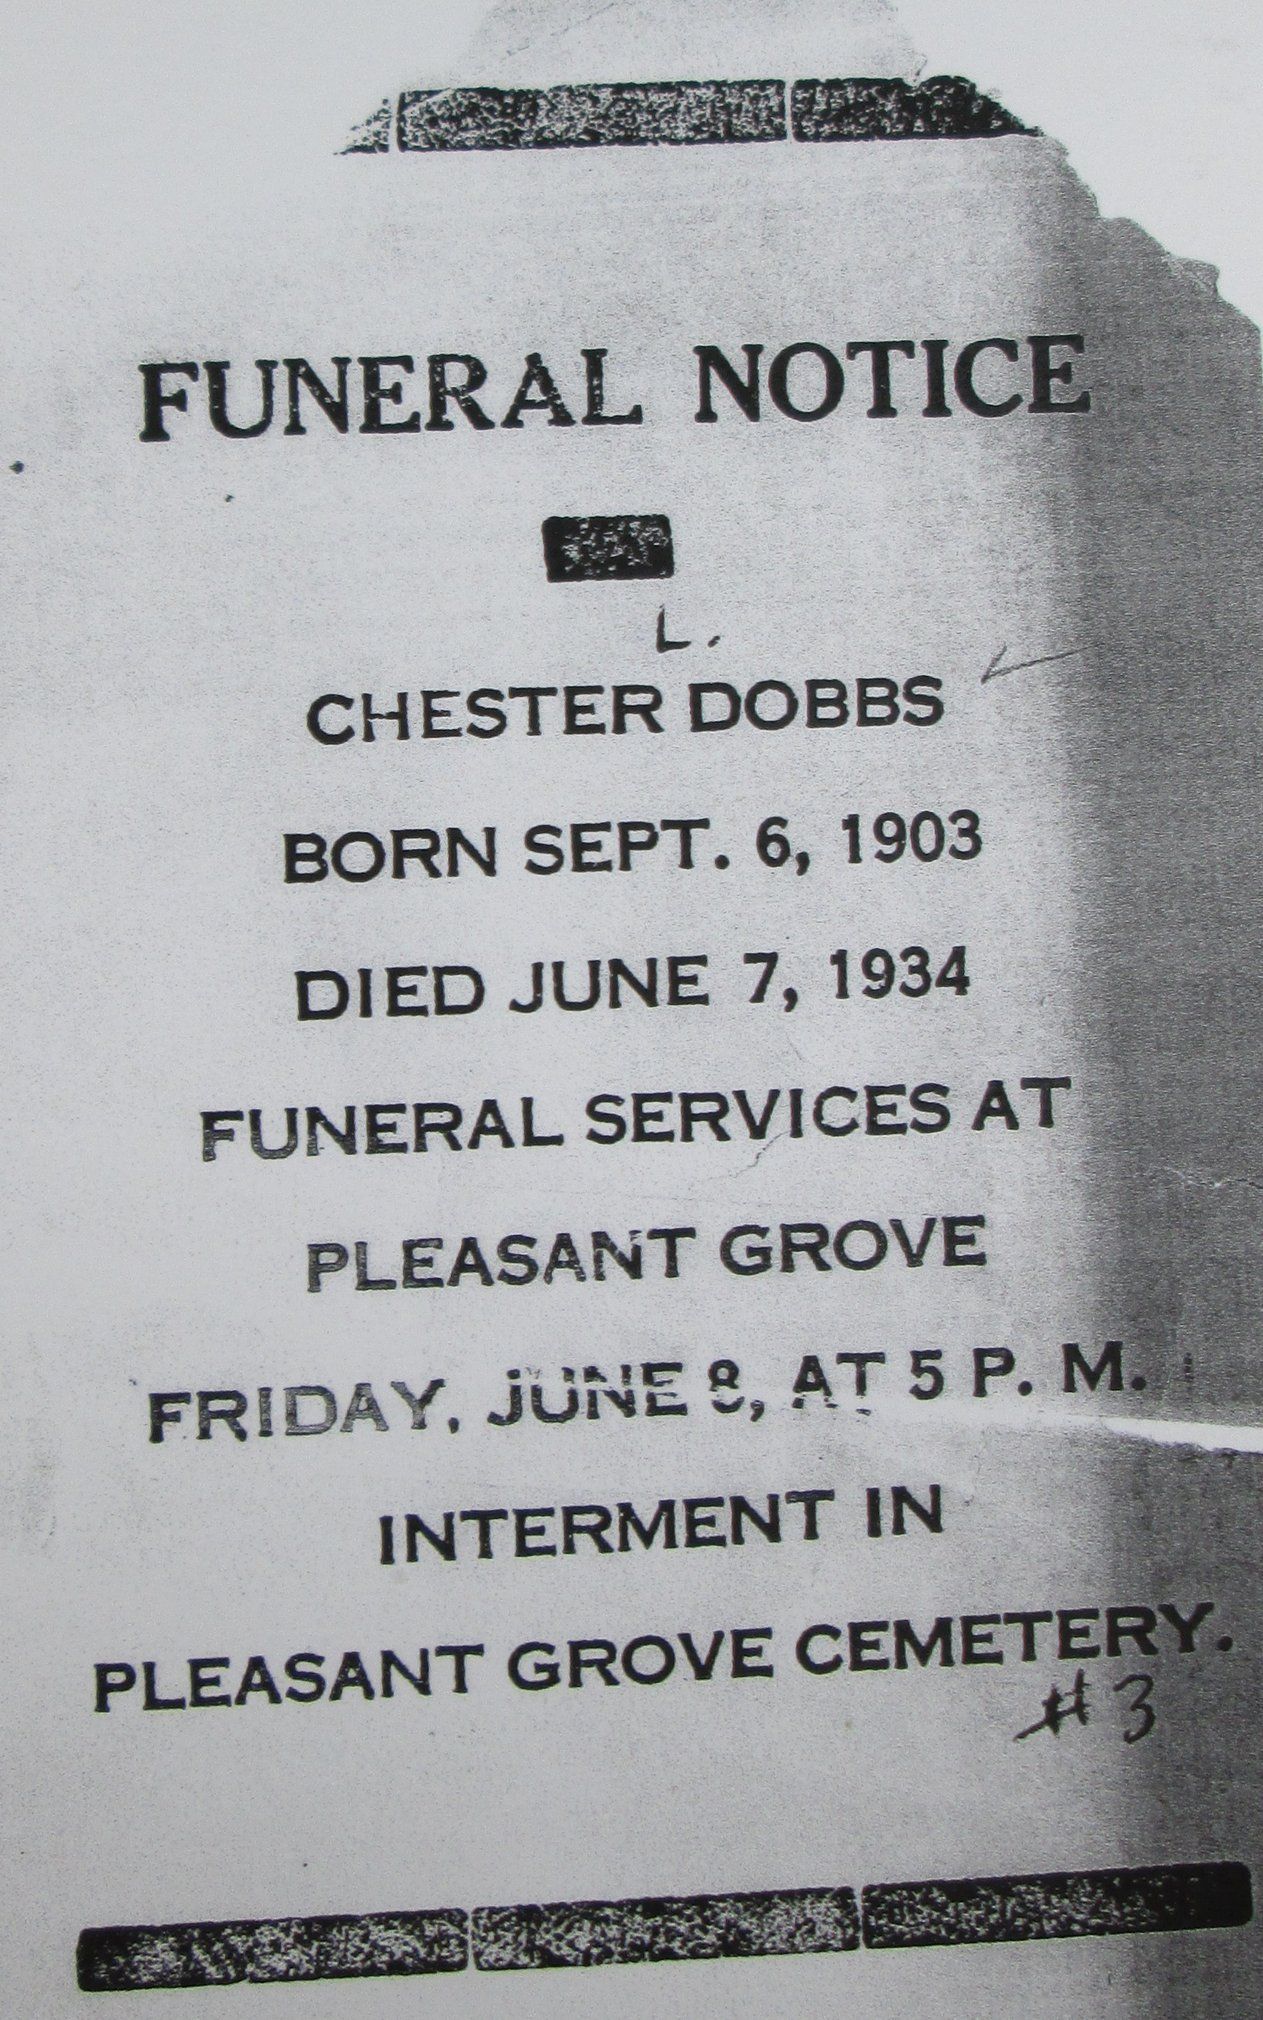 FUNERAL NOTICE
L.
CHESTER DOBBS
BORN SEPT. 6, 1903
DIED JUNE 7, 1934
FUNERAL SERVICES AT
PLEASANT GROVE
FRIDAY, JUNE 8, AT 5 P. M.
INTERMENT IN
PLEASANT GROVE CEMETERY.
#3